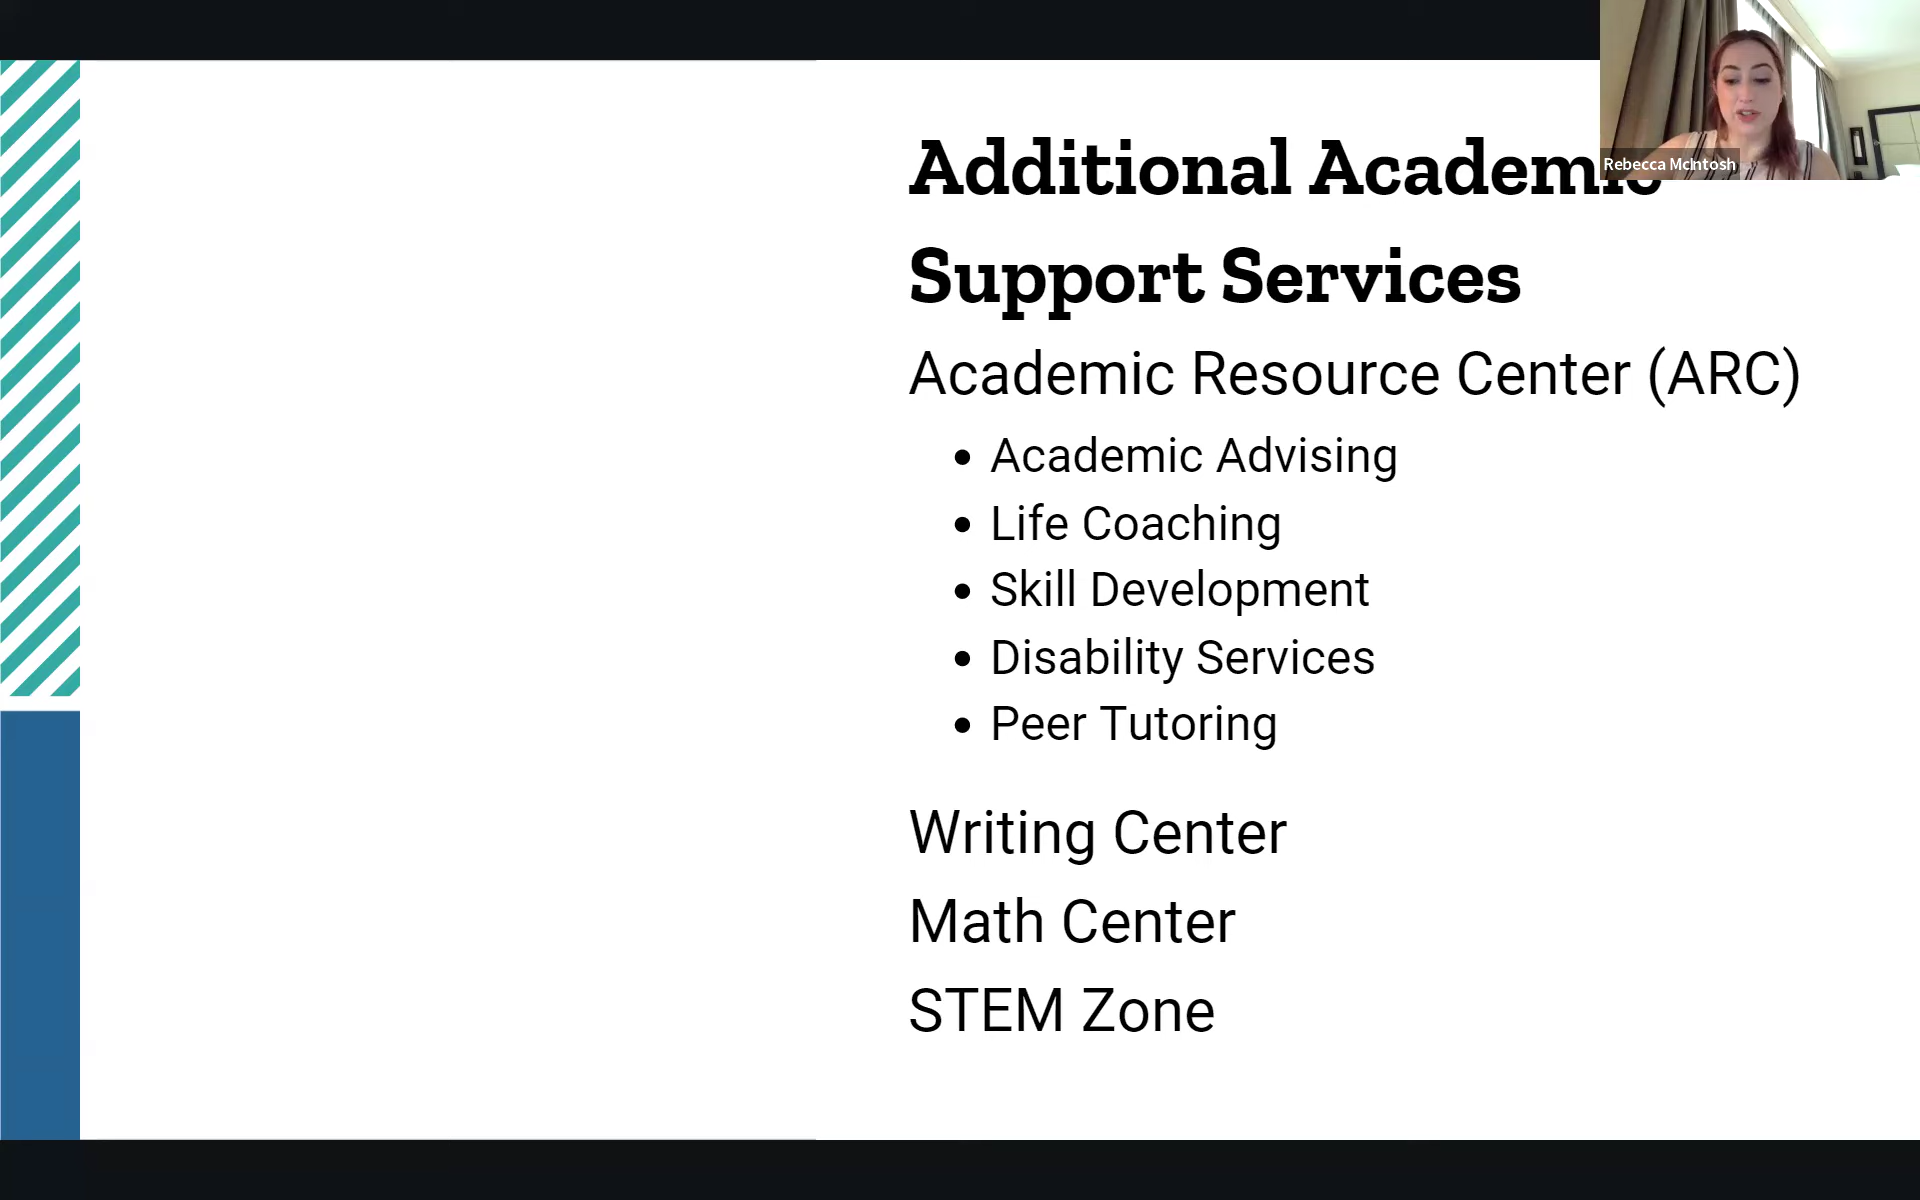 Additional Academic
Support Services
Academic Resource Center (ARC)
• Academic Advising
• Life Coaching
• Skill Development
• Disability Services
• Peer Tutoring
Writing Center
Math Center
STEM Zone
Rebecca McIntosh